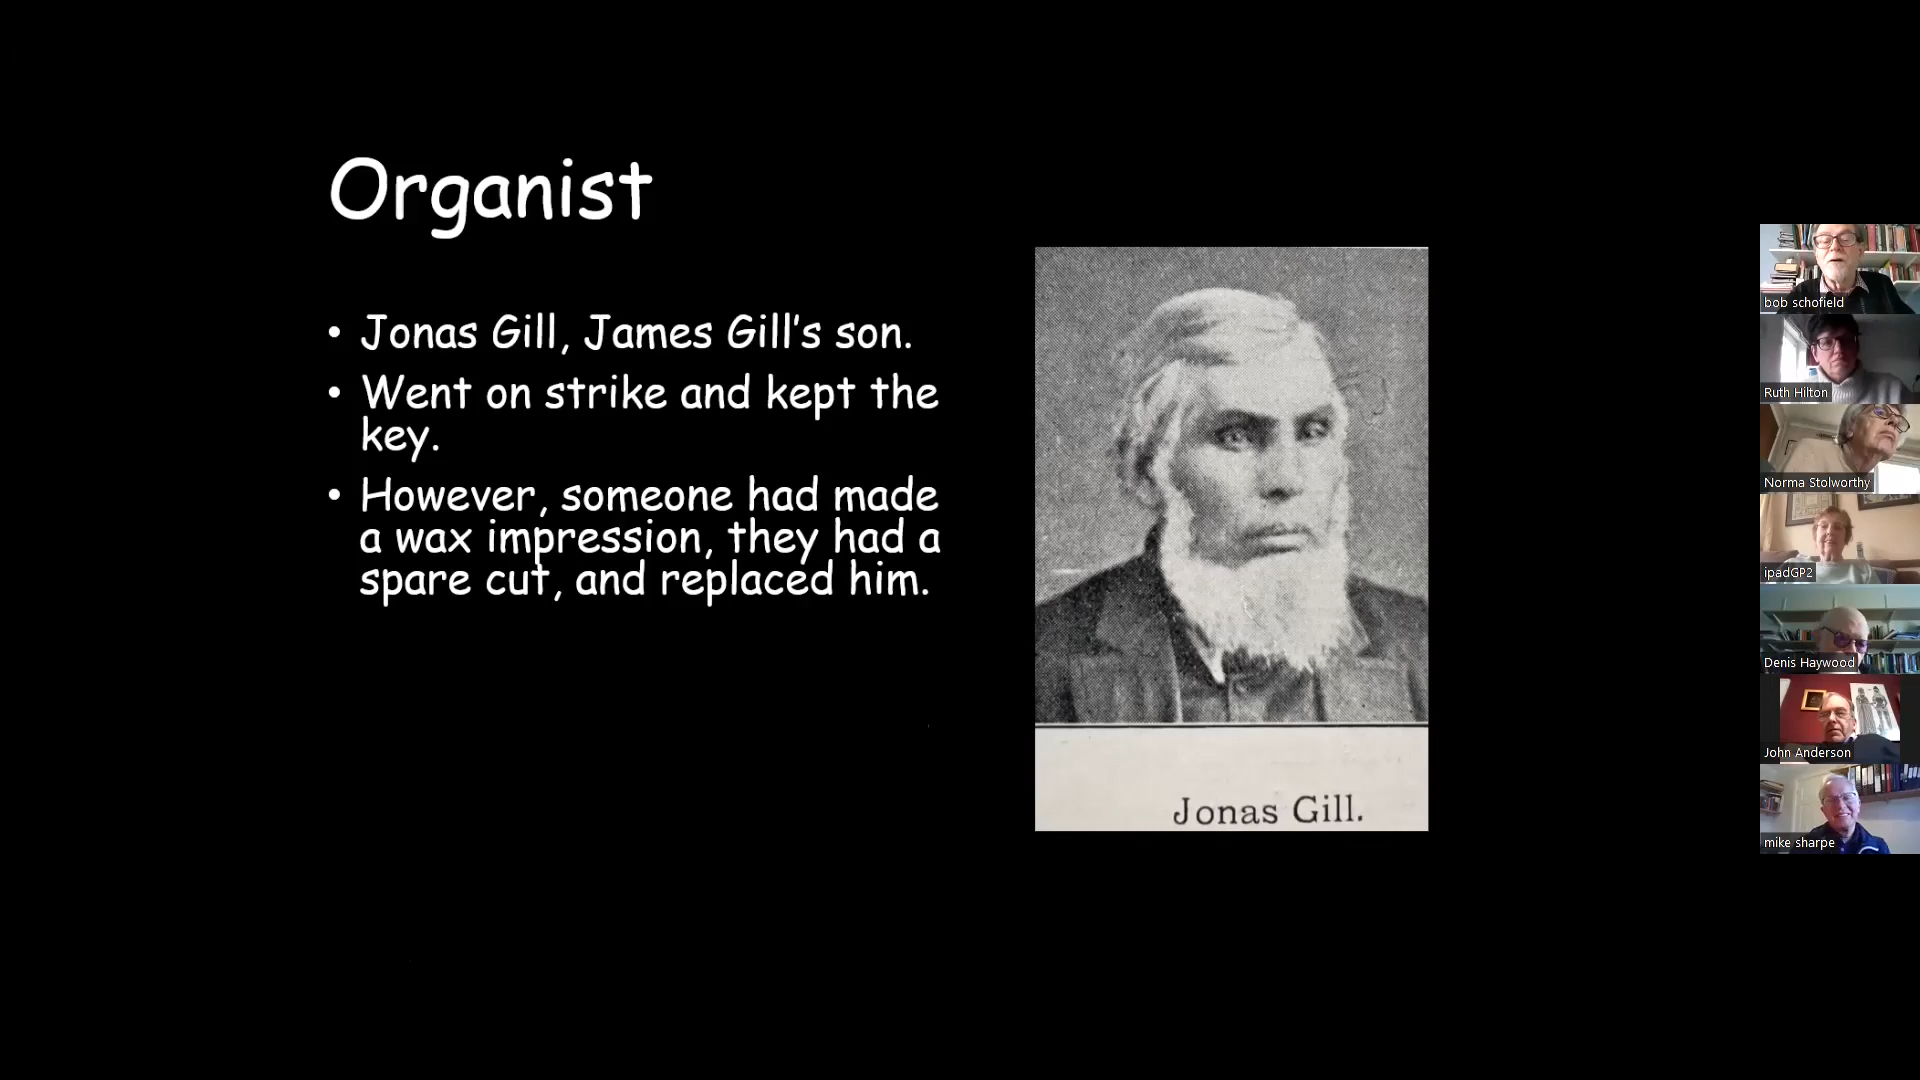 Organist
• Jonas Gill, James Gill's son.
• Went on strike and kept the
key.
• However, someone had made
a wax impression, they had a
spare cut, and replaced him.
Jonas Gill.
bob schofield
Ruth Hilton
Norma Stolworthy
ipadGP2
Denis Haywood
John Anderson
mike sharpe